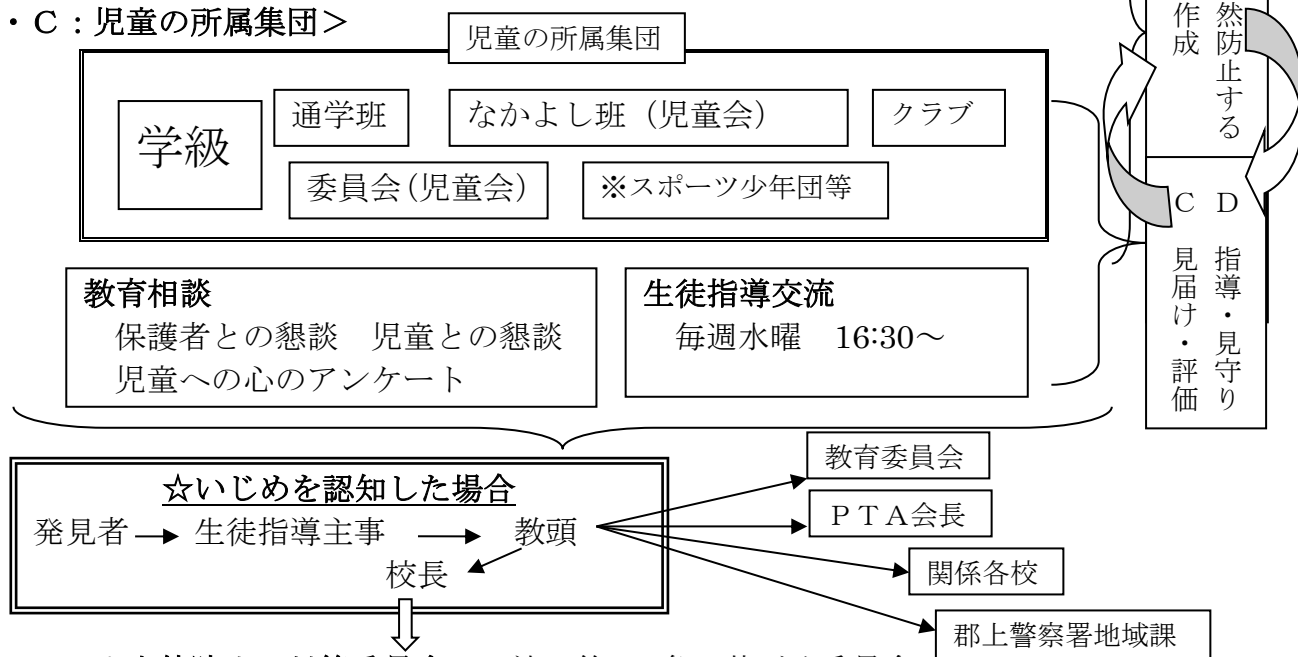 ・C：児童の所属集団＞
児童の所属集団
学級
通学班
なかよし班（児童会）
クラブ
委員会(児童会)
※スポーツ少年団等
然防止する
作成
D 指導・見守り
C 見届け・評価
教育相談
保護者との懇談 児童との懇談
児童への心のアンケート
生徒指導交流
毎週水曜 16:30～
☆いじめを認知した場合
発見者 生徒指導主事 教頭
校長
教育委員会
ＰＴＡ会長
関係各校
郡上警察署地域課